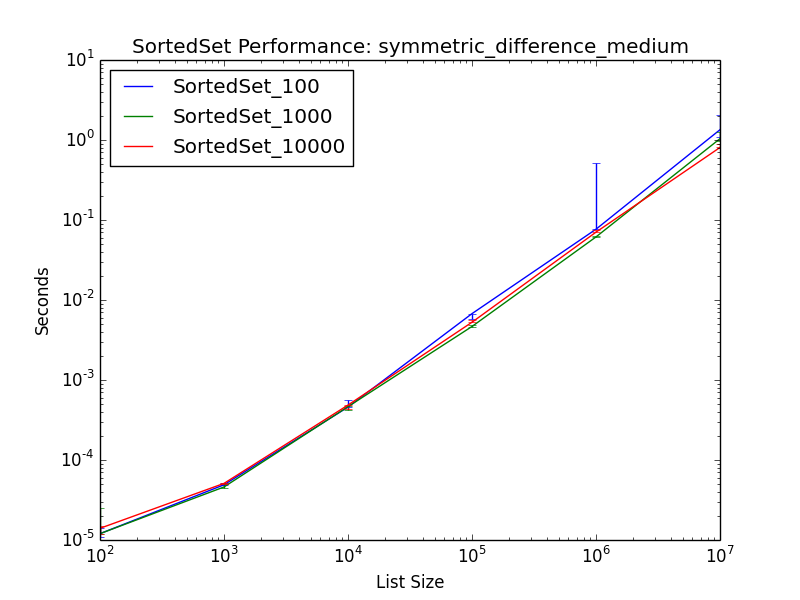 SortedSet Performance: symmetric_difference_medium
SortedSet_100
SortedSet_1000
SortedSet_10000
10^1
10^0
10^-1
10^-2
10^-3
10^-4
10^-5
Seconds
10^2 10^3 10^4 10^5 10^6 10^7
List Size